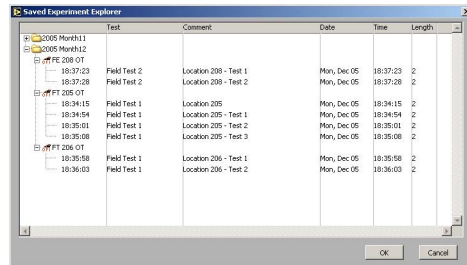 Saved Experiment Explorer
Test Comment Date Time Length
2005 Month11
2005 Month12
FE 208 OT
18:37:23 Field Test 2 Location 208 - Test 1 Mon, Dec 05 18:37:23 2
18:37:28 Field Test 2 Location 208 - Test 2 Mon, Dec 05 18:37:28 2
FT 205 OT
18:34:15 Field Test 1 Location 205 Mon, Dec 05 18:34:15 2
18:34:54 Field Test 1 Location 205 - Test 1 Mon, Dec 05 18:34:54 2
18:35:01 Field Test 1 Location 205 - Test 2 Mon, Dec 05 18:35:01 2
18:35:08 Field Test 1 Location 205 - Test 3 Mon, Dec 05 18:35:08 2
FT 206 OT
18:35:58 Field Test 1 Location 206 - Test 1 Mon, Dec 05 18:35:58 2
18:36:03 Field Test 1 Location 206 - Test 2 Mon, Dec 05 18:36:03 2
OK Cancel